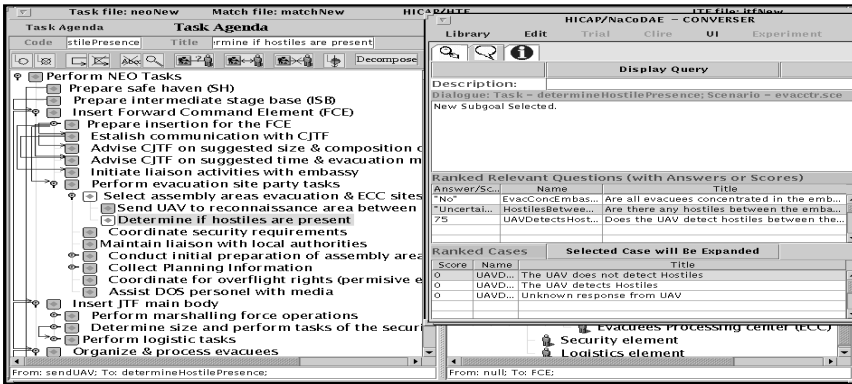 Task file: neoNew Match file: matchNew HICAP/HTE ITF file: itfNew
Task Agenda Task Agenda
Code stilePresence Title ermine if hostiles are present
Decompose
Perform NEO Tasks
Prepare safe haven (SH)
Prepare intermediate stage base (ISB)
Insert Forward Command Element (FCE)
Prepare insertion for the FCE
Estalish communication with CJTF
Advise CJTF on suggested size & composition
Advise CJTF on suggested time & evacuation m
Initiate liaison activities with embassy
Perform evacuation site party tasks
Select assembly areas evacuation & ECC sites
Send UAV to reconnaissance area between
Determine if hostiles are present
Coordinate security requirements
Maintain liaison with local authorities
Conduct initial preparation of assembly area
Collect Planning Information
Coordinate for overflight rights (permisive e
Assist DOS personel with media
Insert JTF main body
Perform marshalling force operations
Determine size and perform tasks of the securi
Perform logistic tasks
Organize & process evacuees
From: sendUAV; To: determineHostilePresence;
HICAP/NaCoDAE - CONVERSER
Library Edit Trial Clire UI Experiment
Display Query
Description:
Dialogue: Task = determineHostilePresence; Scenario = evacctr.sce
New Subgoal Selected.
Ranked Relevant Questions (with Answers or Scores)
Answer/Sc... Name Title
"No" EvacConcEmbas... Are all evacuees concentrated in the emb...
"Uncertai... HostilesBetwee... Are there any hostiles between the emba...
75 UAVDetectsHost... Does the UAV detect hostiles between the...
Ranked Cases Selected Case will Be Expanded
Score Name Title
0 UAVD... The UAV does not detect Hostiles
0 UAVD... The UAV detects Hostiles
0 UAVD... Unknown response from UAV
Evacuees Processing center (ECC)
Security element
Logistics element
From: null; To: FCE;